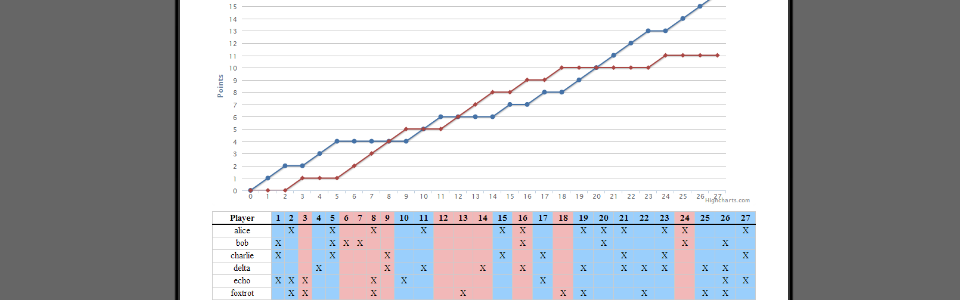 15
14
13
12
11
10
9
8
7
6
5
4
3
2
1
0
Points
0 1 2 3 4 5 6 7 8 9 10 11 12 13 14 15 16 17 18 19 20 21 22 23 24 25 26 27
Highcharts.com
Player 1 2 3 4 5 6 7 8 9 10 11 12 13 14 15 16 17 18 19 20 21 22 23 24 25 26 27
alice X X X X X X X X X X X X
bob X X X X X X X X
charlie X X X X X X X X
delta X X X X X X X X X X X
echo X X X X X X X X
foxtrot X X X X X X X X X